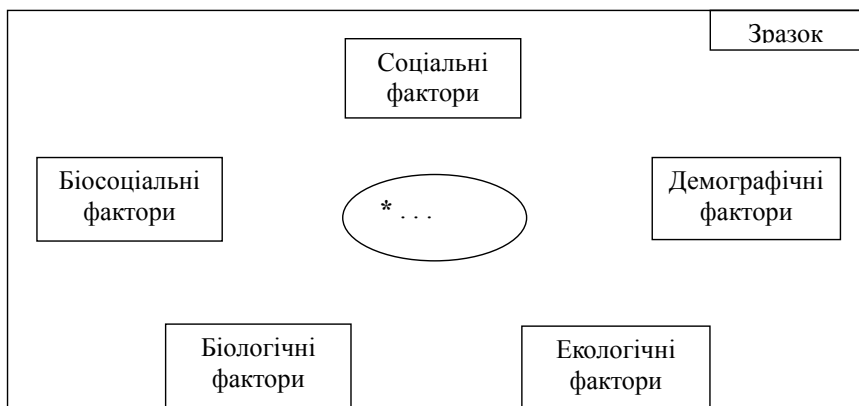 Зразок
Соціальні
фактори
Біосоціальні
фактори
* . . .
Демографічні
фактори
Біологічні
фактори
Екологічні
фактори